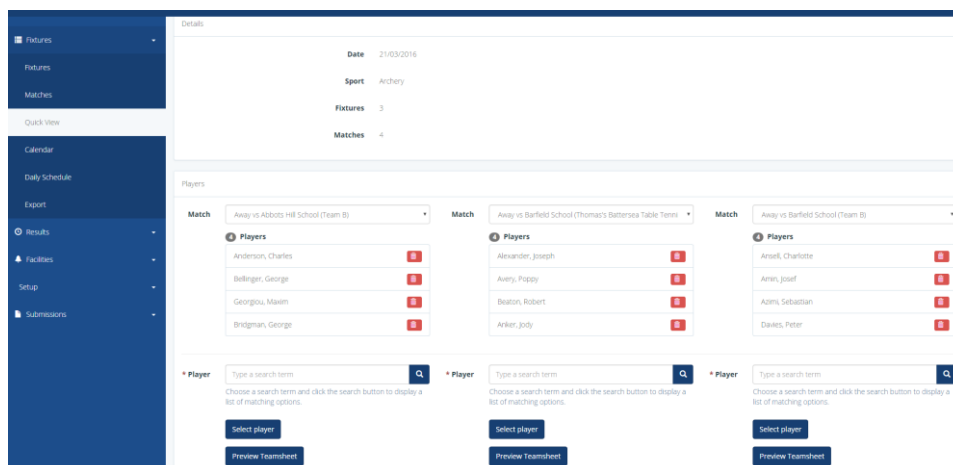 Details
Fixtures
Fixtures
Matches
Quick View
Calendar
Daily Schedule
Export
Results
Facilities
Setup
Submissions
Date 21/03/2016
Sport Archery
Fixtures 3
Matches 4
Players
Match Away vs Abbots Hill School (Team B)
4 Players
Anderson, Charles
Bellinger, George
Georgiou, Maxim
Bridgman, George
* Player Type a search term
Choose a search term and click the search button to display a
list of matching options.
Select player
Preview Teamsheet
Match Away vs Barfield School (Thomas's Battersea Table Tenni
4 Players
Alexander, Joseph
Avery, Poppy
Beaton, Robert
Anker, Jody
* Player Type a search term
Choose a search term and click the search button to display a
list of matching options.
Select player
Preview Teamsheet
Match Away vs Barfield School (Team B)
4 Players
Ansell, Charlotte
Amin, Josef
Azimi, Sebastian
Davies, Peter
* Player Type a search term
Choose a search term and click the search button to display a
list of matching options.
Select player
Preview Teamsheet